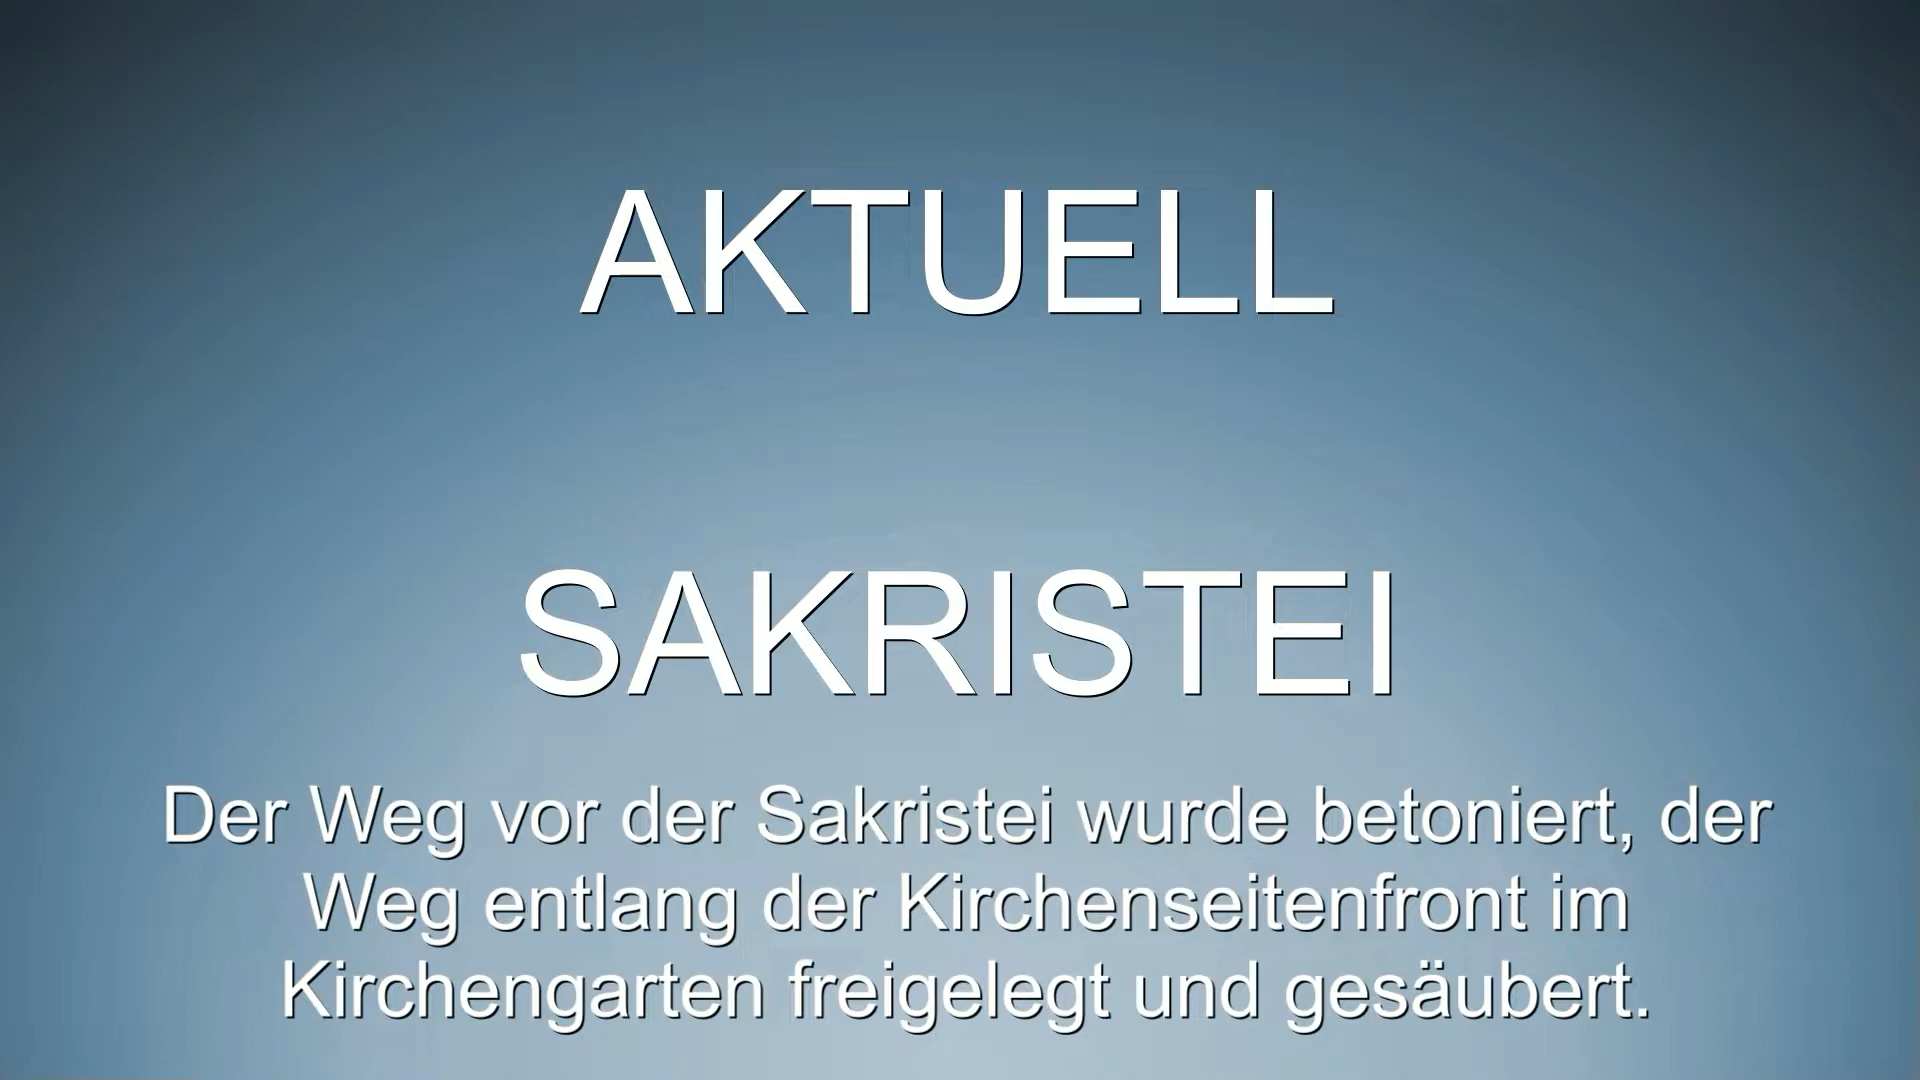 AKTUELL
SAKRISTEI
Der Weg vor der Sakristei wurde betoniert, der
Weg entlang der Kirchenseitenfront im
Kirchengarten freigelegt und gesäubert.